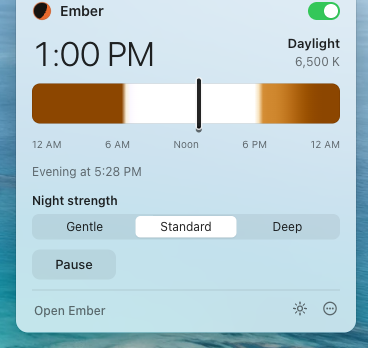 Ember
1:00 PM
Daylight
6,500 K
12 AM 6 AM Noon 6 PM 12 AM
Evening at 5:28 PM
Night strength
Gentle Standard Deep
Pause
Open Ember